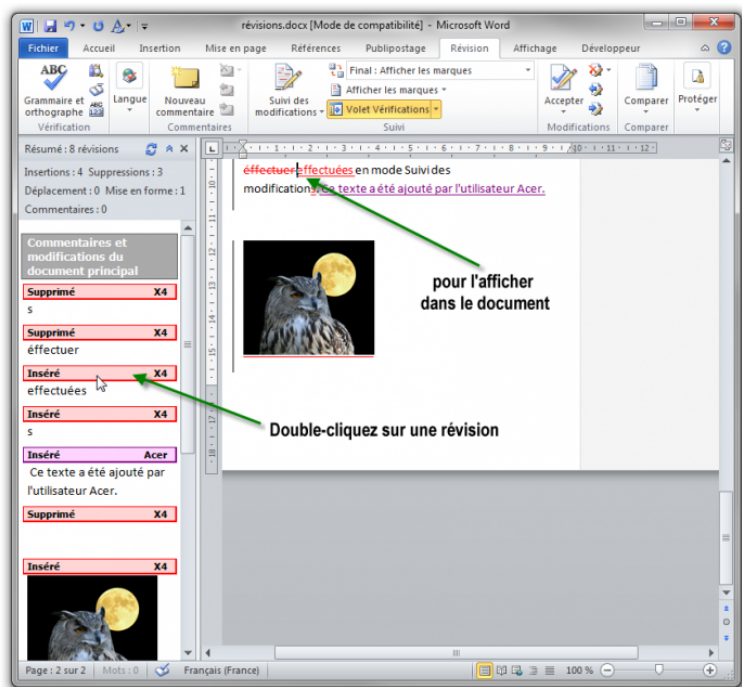 révisions.docx [Mode de compatibilité] - Microsoft Word
Fichier Accueil Insertion Mise en page Références Publipostage Révision Affichage Développeur
ABC
Grammaire et orthographe
Langue
Nouveau commentaire
Suivi des modifications
Final : Afficher les marques
Afficher les marques
Volet Vérifications
Accepter
Comparer
Protéger
Vérification Commentaires Suivi Modifications Comparer
Résumé : 8 révisions
Insertions : 4 Suppressions : 3
Déplacement : 0 Mise en forme : 1
Commentaires : 0
Commentaires et
modifications du
document principal
Supprimé X4
s
Supprimé X4
éffectuer
Inséré X4
effectuées
Inséré X4
s
Inséré Acer
Ce texte a été ajouté par
l'utilisateur Acer.
Supprimé X4
Inséré X4
éffectuer effectuées en mode Suivi des
modifications. Ce texte a été ajouté par l'utilisateur Acer.
pour l'afficher
dans le document
Double-cliquez sur une révision
Page : 2 sur 2 Mots : 0 Français (France) 100 %